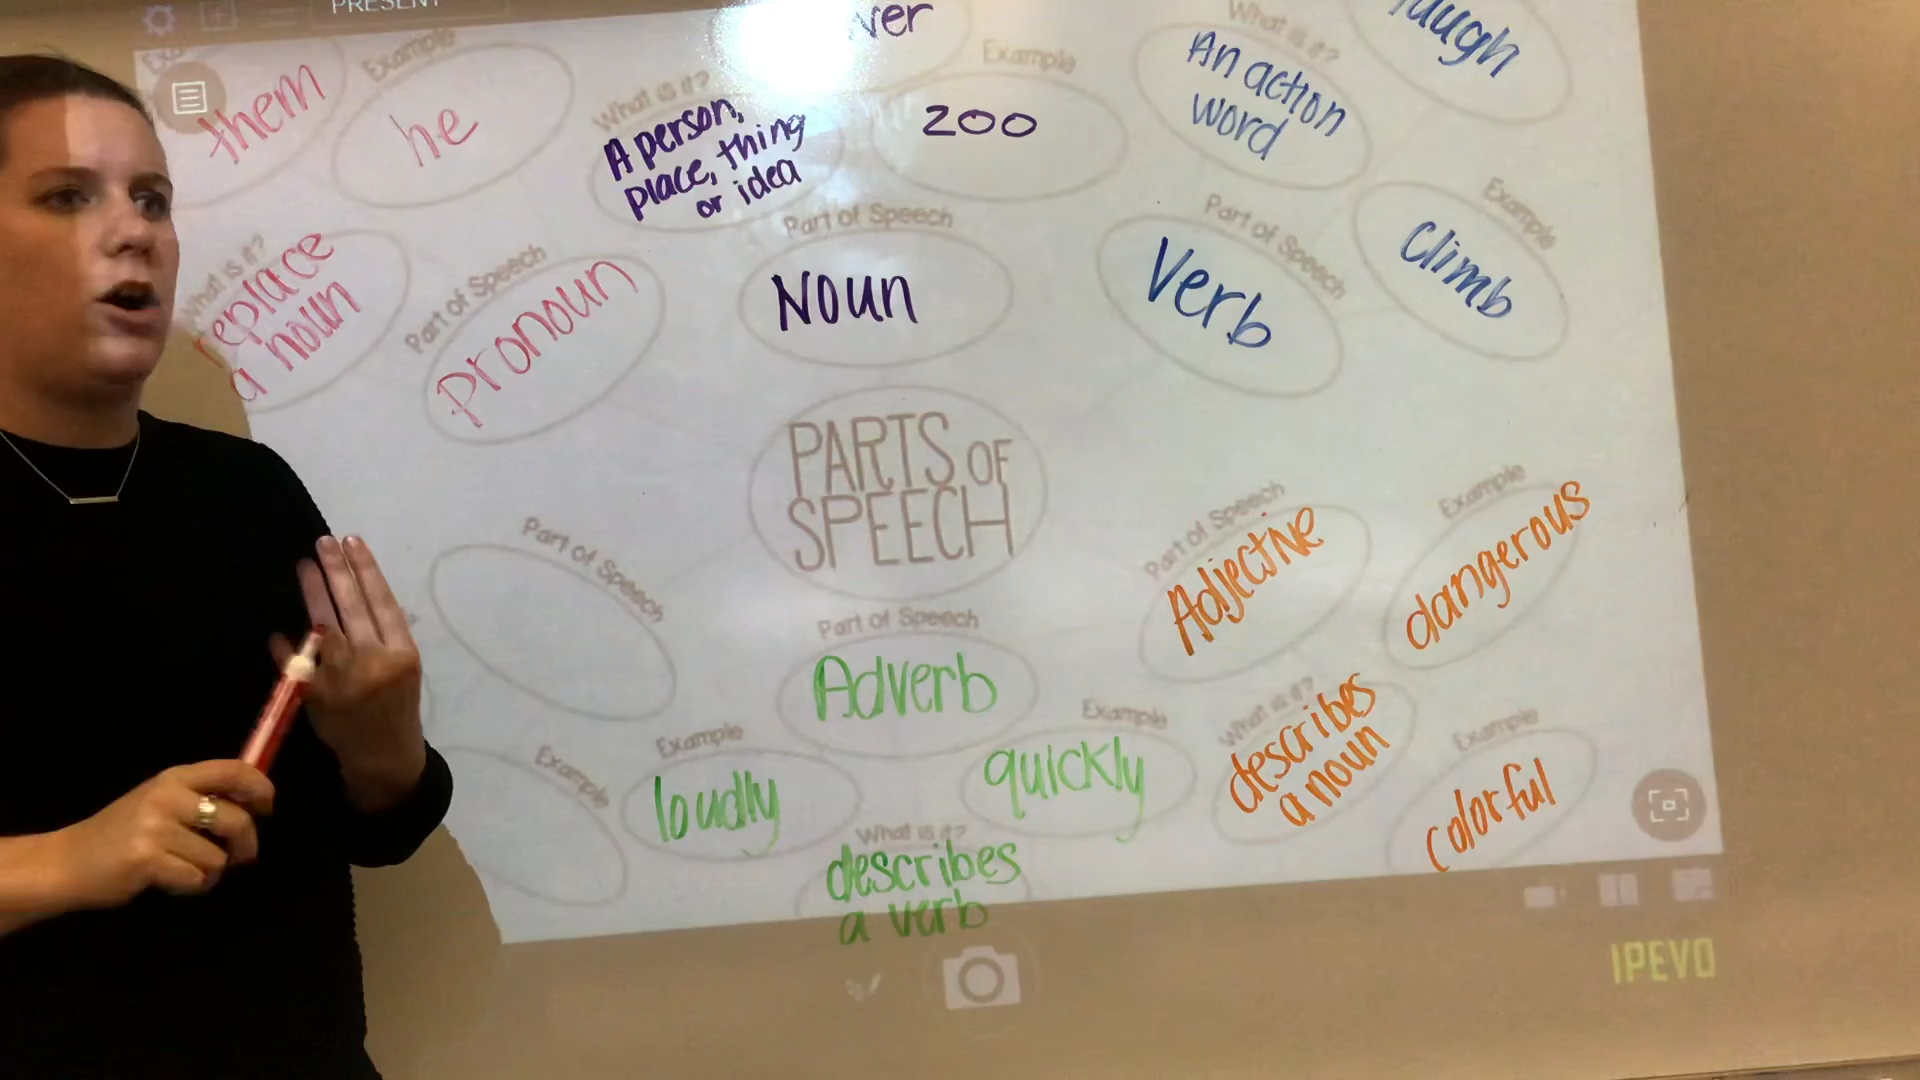 PRESENT
Example
them
he
What is it?
A person,
place, thing
or idea
Example
zoo
What is it?
An action
word
laugh
What is it?
replace
a noun
Part of Speech
pronoun
Part of Speech
Noun
Part of Speech
Verb
Example
Climb
PARTS OF
SPEECH
Part of Speech
Part of Speech
Adjective
Example
dangerous
Part of Speech
Adverb
Example
Example
loudly
Example
quickly
What is it?
describes
a verb
What is it?
describes
a noun
Example
colorful
IPEVO